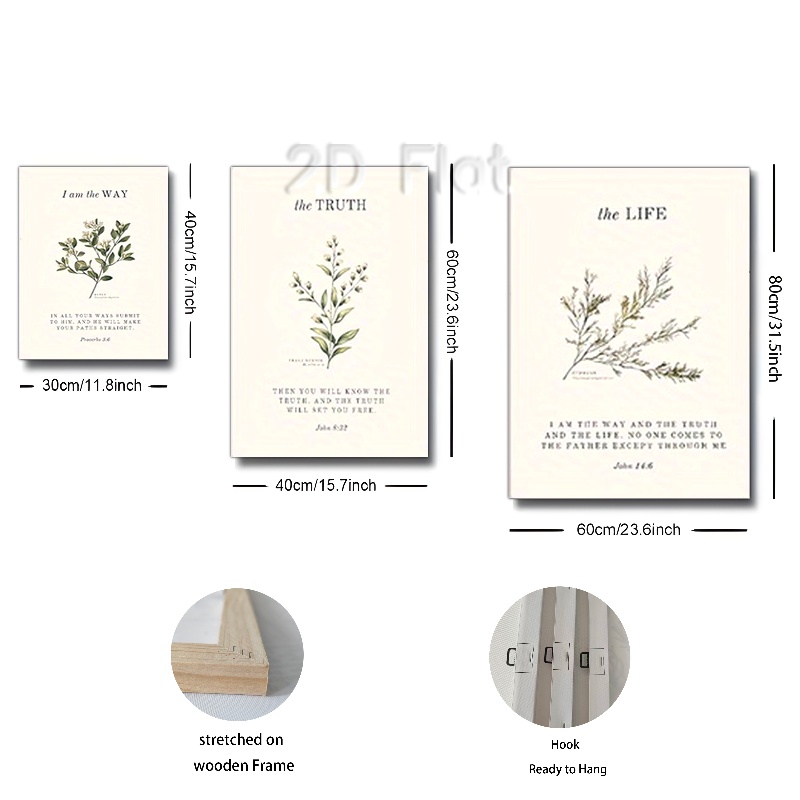 2D Flat
I am the WAY
IN ALL YOUR WAYS SUBMIT
TO HIM, AND HE WILL MAKE
YOUR PATHS STRAIGHT.
Proverbs 3:6
40cm/15.7inch
30cm/11.8inch
the TRUTH
THEN YOU WILL KNOW THE
TRUTH, AND THE TRUTH
WILL SET YOU FREE.
John 8:32
60cm/23.6inch
40cm/15.7inch
the LIFE
I AM THE WAY AND THE TRUTH
AND THE LIFE. NO ONE COMES TO
THE FATHER EXCEPT THROUGH ME
John 14:6
80cm/31.5inch
60cm/23.6inch
stretched on
wooden Frame
Hook
Ready to Hang